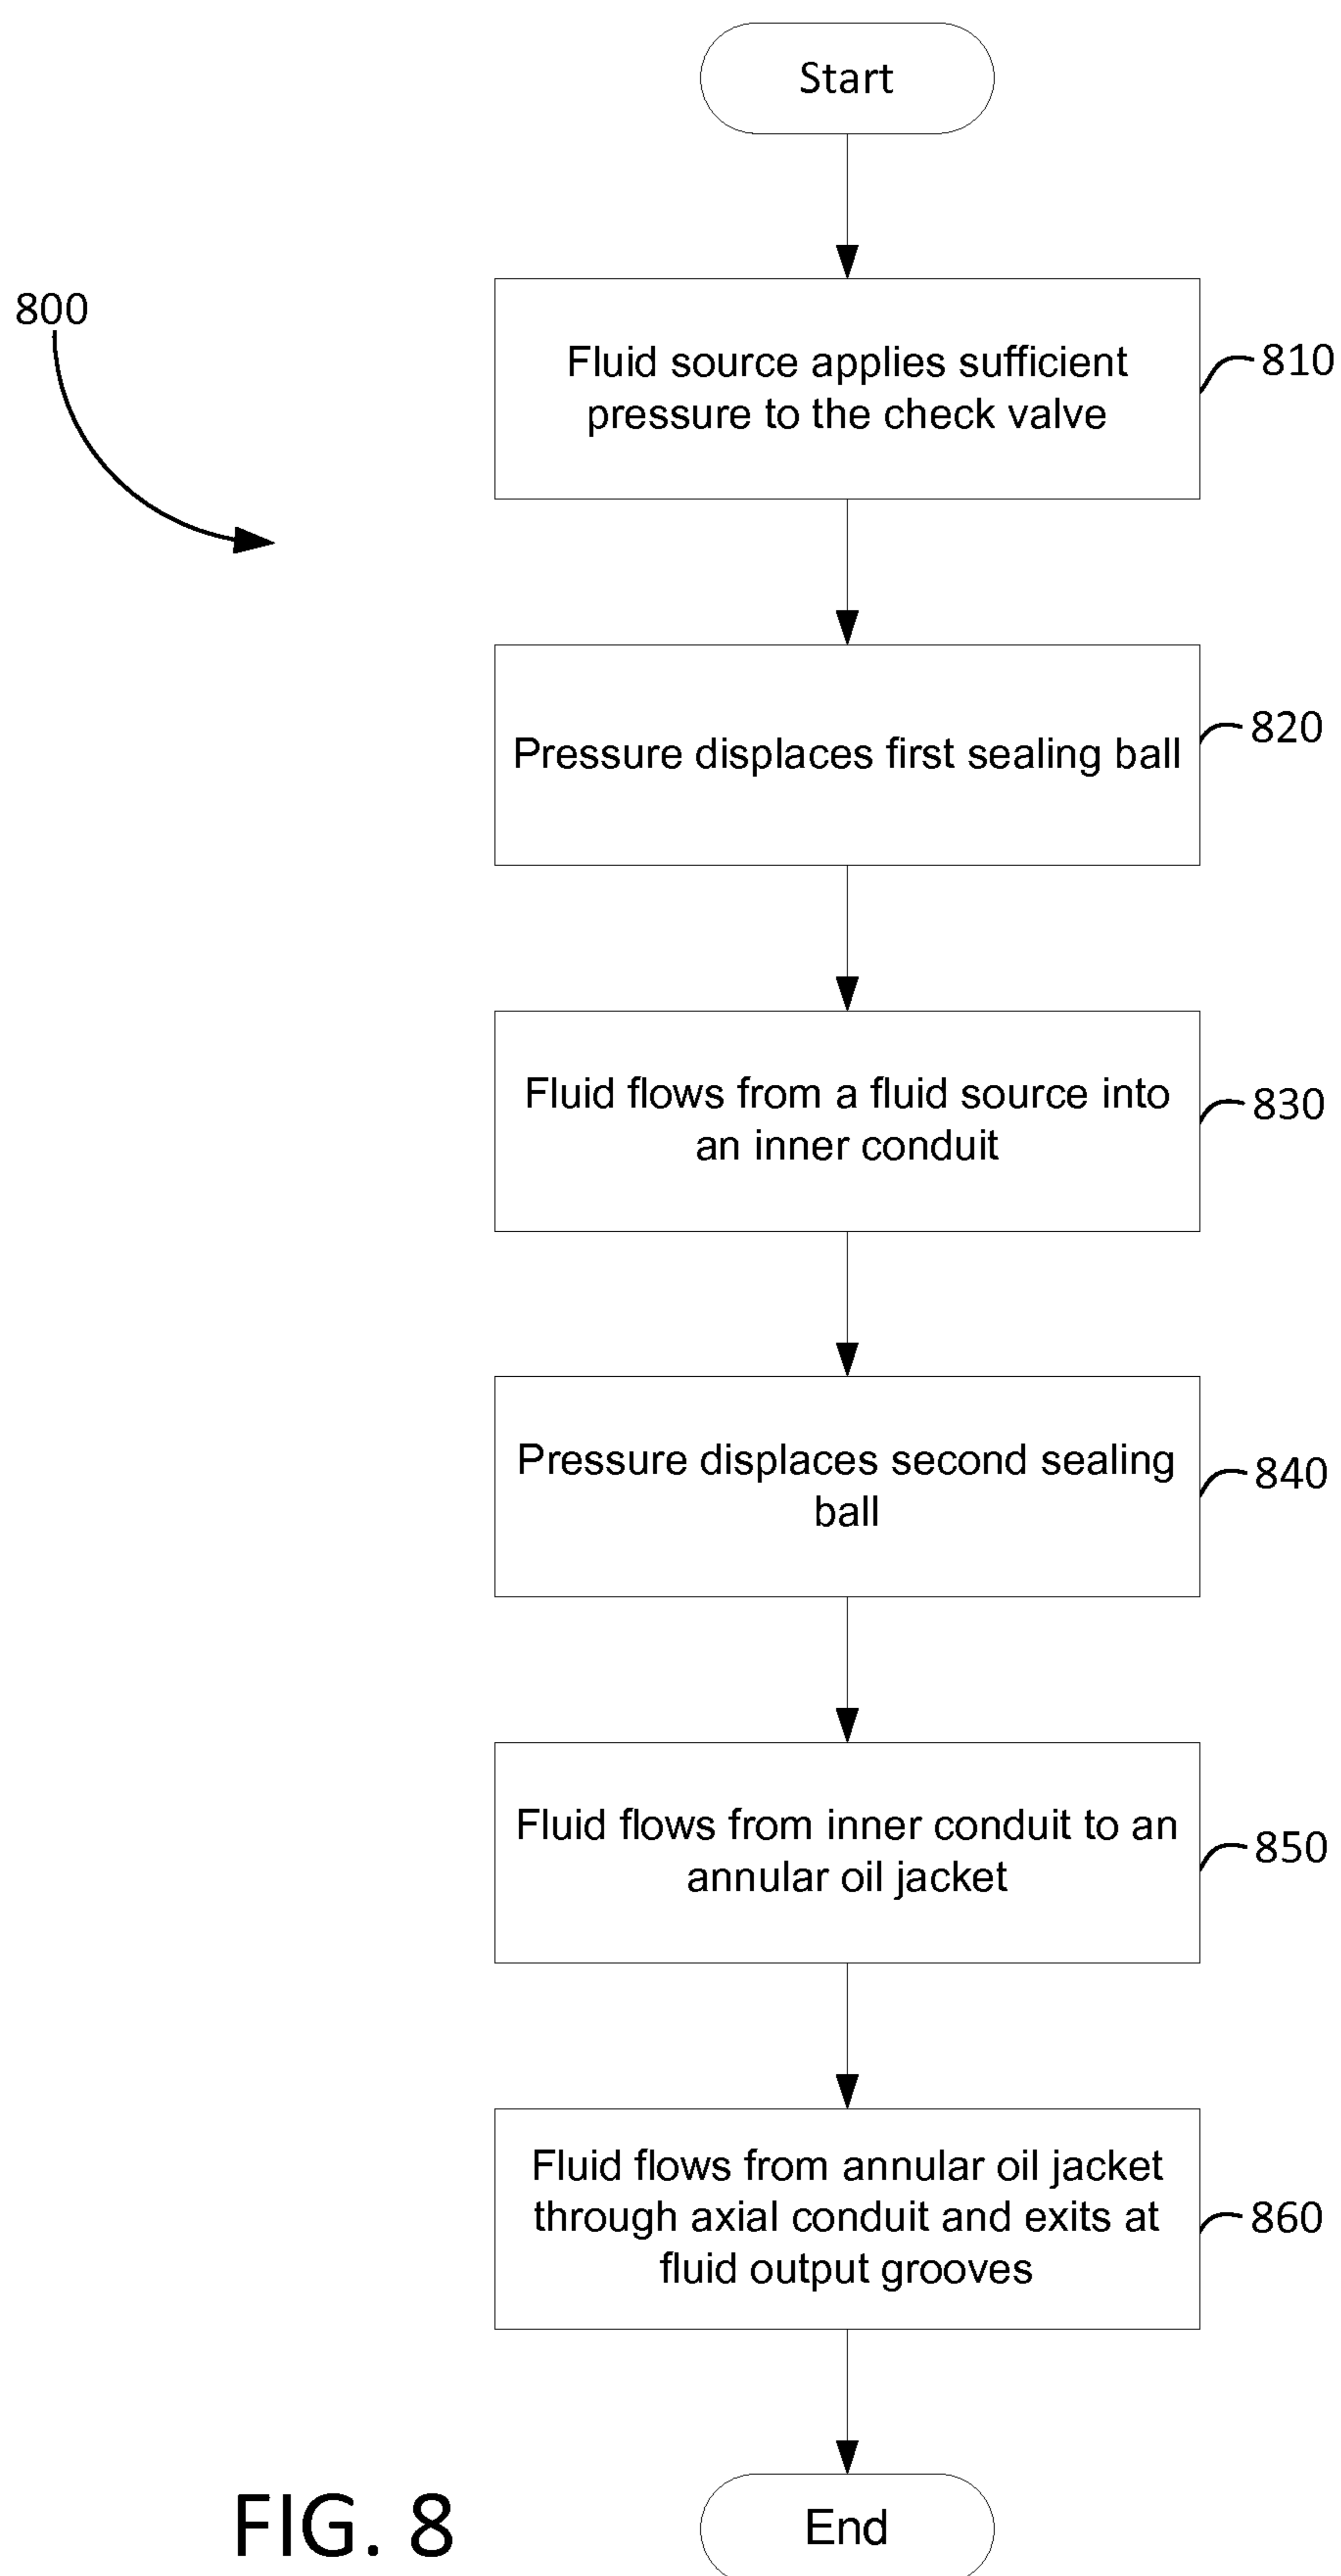 Start
800
Fluid source applies sufficient
pressure to the check valve
810
Pressure displaces first sealing ball
820
Fluid flows from a fluid source into
an inner conduit
830
Pressure displaces second sealing
ball
840
Fluid flows from inner conduit to an
annular oil jacket
850
Fluid flows from annular oil jacket
through axial conduit and exits at
fluid output grooves
860
End
FIG. 8